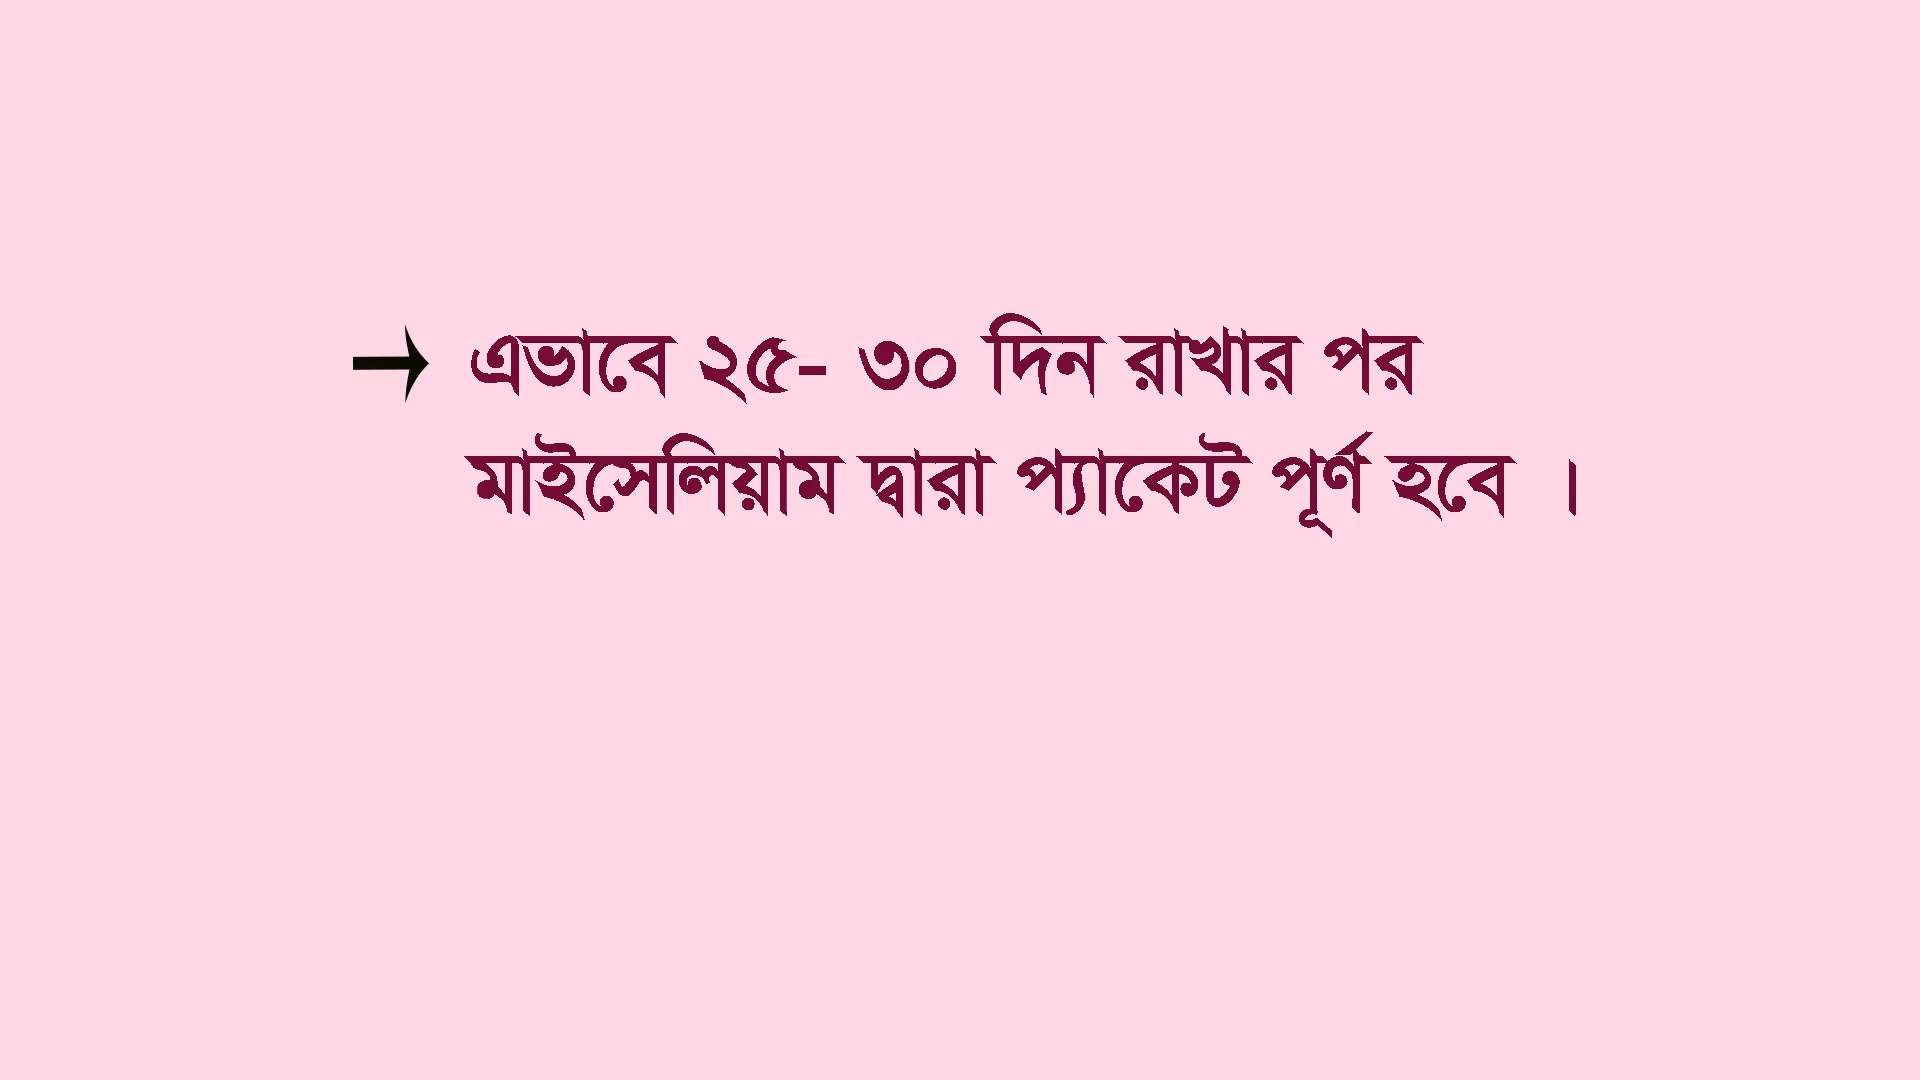 → এভাবে ২৫- ৩০ দিন রাখার পর
মাইসেলিয়াম দ্বারা প্যাকেট পূর্ণ হবে ।